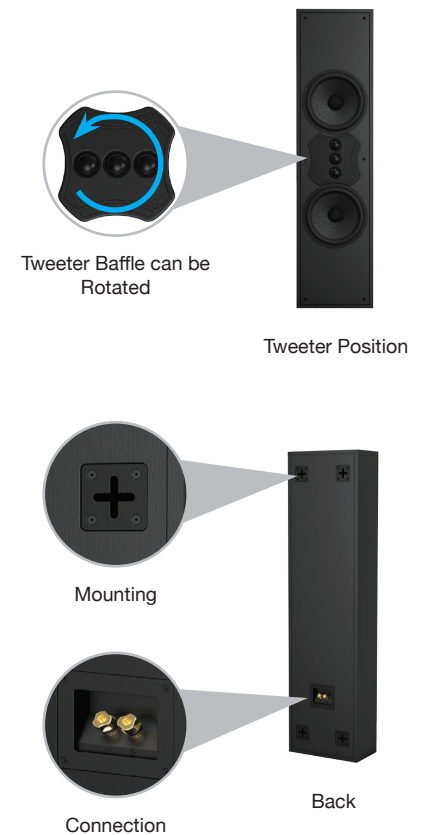 Tweeter Baffle can be
Rotated
Tweeter Position
Mounting
Back
Connection